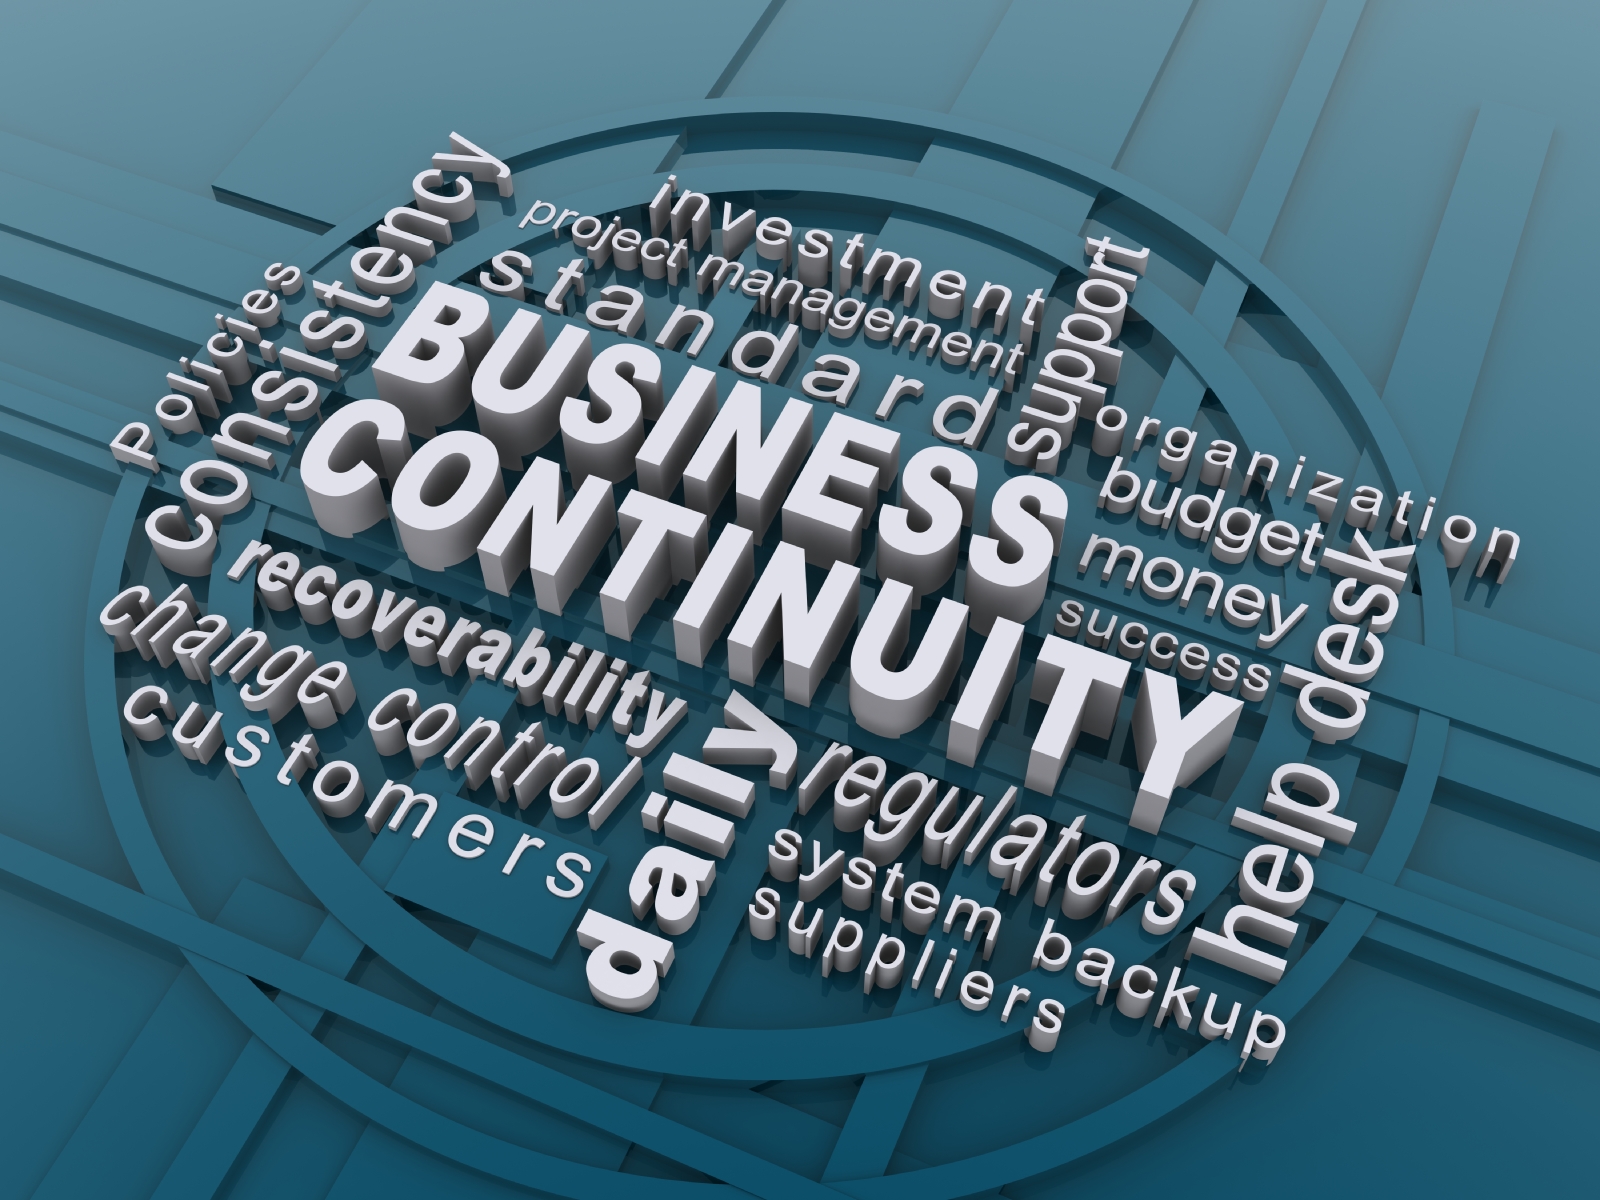 Consistency
Policies
investment
project management
standard
support
BUSINESS
CONTINUITY
organization
budget
money
success
help desk
recoverability
change control
customers
daily
regulators
system backup
suppliers